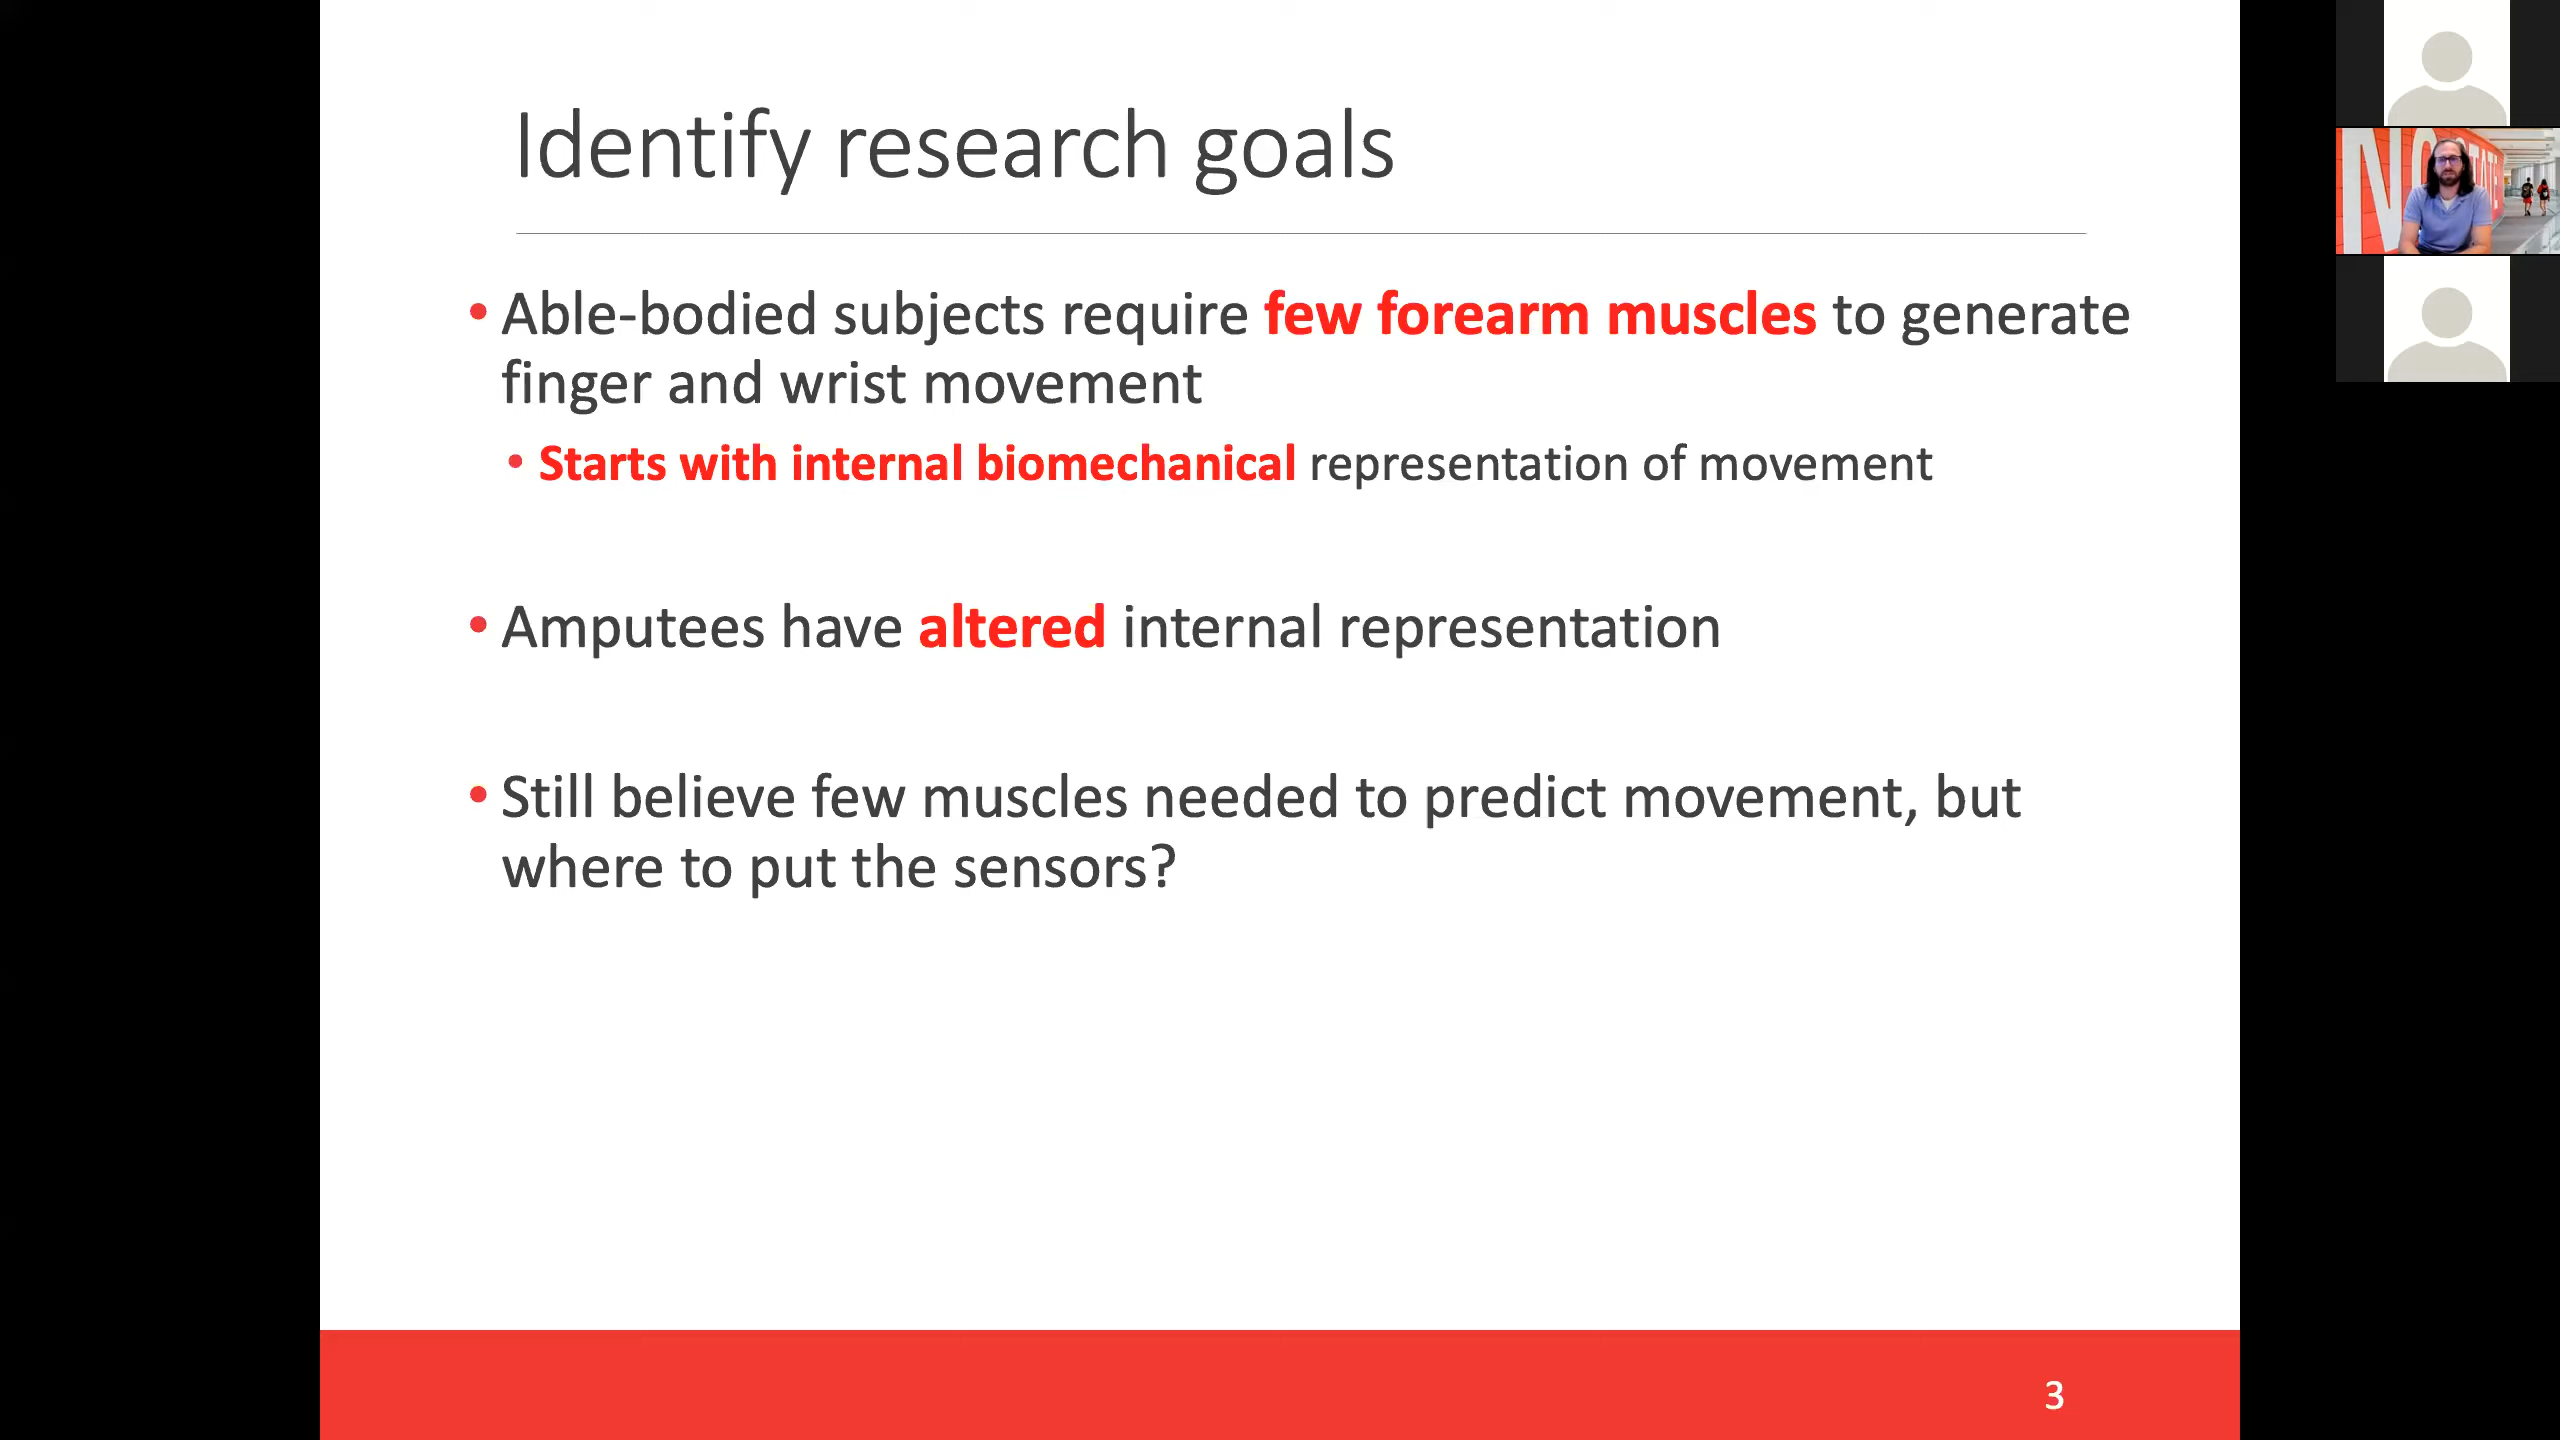 Identify research goals
• Able-bodied subjects require few forearm muscles to generate
finger and wrist movement
• Starts with internal biomechanical representation of movement
• Amputees have altered internal representation
• Still believe few muscles needed to predict movement, but
where to put the sensors?
3